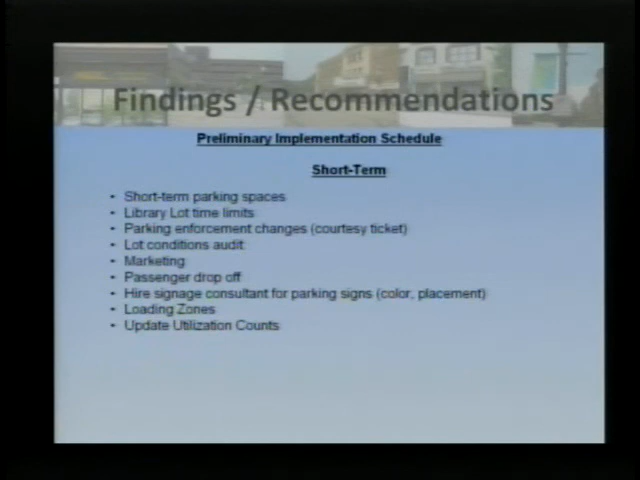 Findings / Recommendations
Preliminary Implementation Schedule
Short-Term
• Short-term parking spaces
• Library Lot time limits
• Parking enforcement changes (courtesy ticket)
• Lot conditions audit
• Marketing
• Passenger drop off
• Hire signage consultant for parking signs (color, placement)
• Loading Zones
• Update Utilization Counts